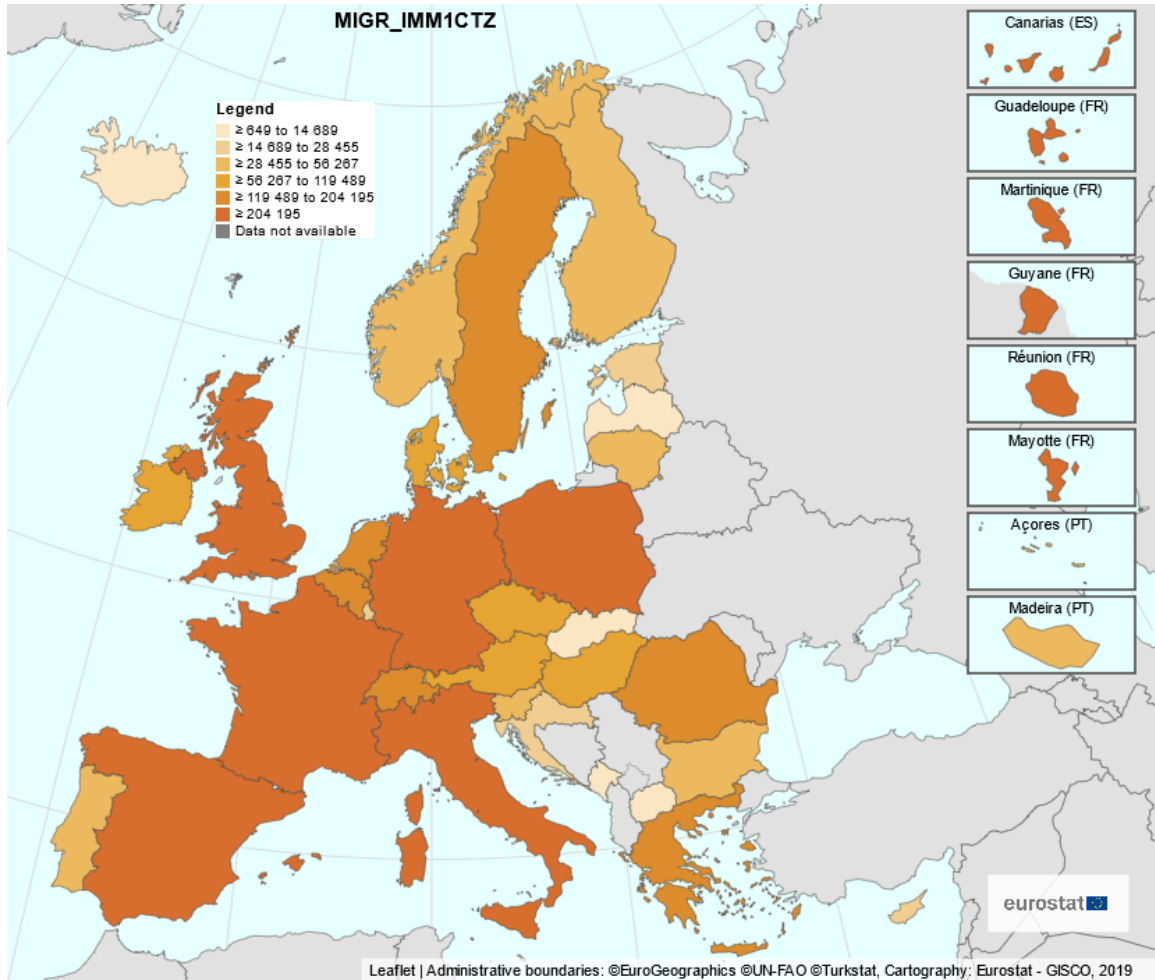 MIGR_IMM1CTZ
Legend
≥ 649 to 14 689
≥ 14 689 to 28 455
≥ 28 455 to 56 267
≥ 56 267 to 119 489
≥ 119 489 to 204 195
≥ 204 195
Data not available
Canarias (ES)
Guadeloupe (FR)
Martinique (FR)
Guyane (FR)
Réunion (FR)
Mayotte (FR)
Açores (PT)
Madeira (PT)
eurostat
Leaflet | Administrative boundaries: ©EuroGeographics ©UN-FAO ©Turkstat, Cartography: Eurostat - GISCO, 2019